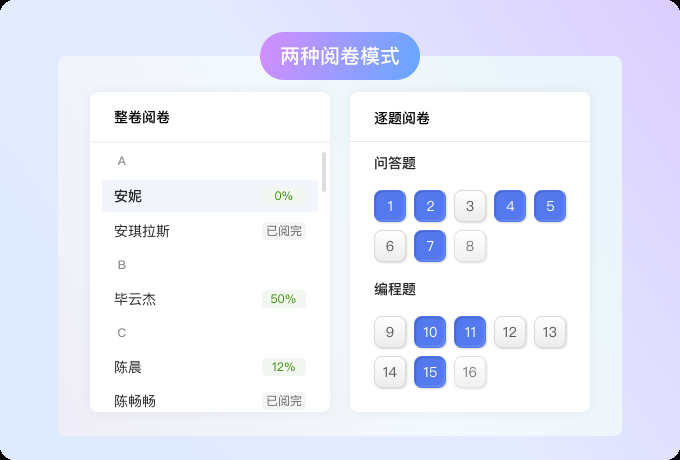 两种阅卷模式
整卷阅卷
A
安妮 0%
安琪拉斯 已阅完
B
毕云杰 50%
C
陈晨 12%
陈畅畅 已阅完
逐题阅卷
问答题
1 2 3 4 5
6 7 8
编程题
9 10 11 12 13
14 15 16